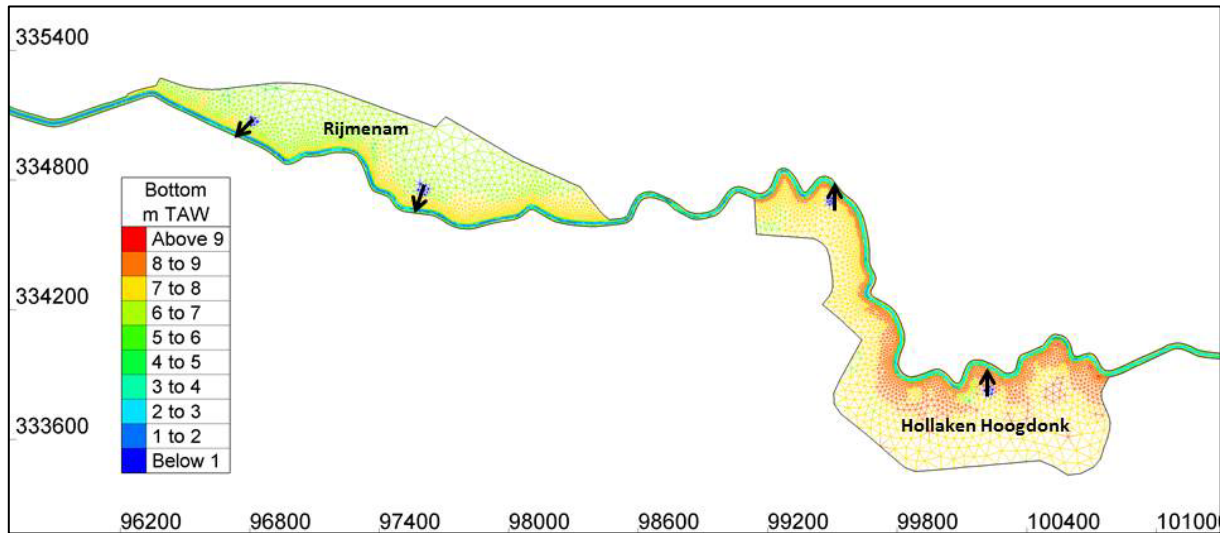 335400
Rijmenam
334800
Bottom
m TAW
Above 9
8 to 9
7 to 8
6 to 7
5 to 6
4 to 5
3 to 4
2 to 3
1 to 2
Below 1
334200
333600
Hollaken Hoogdonk
96200 96800 97400 98000 98600 99200 99800 100400 101000